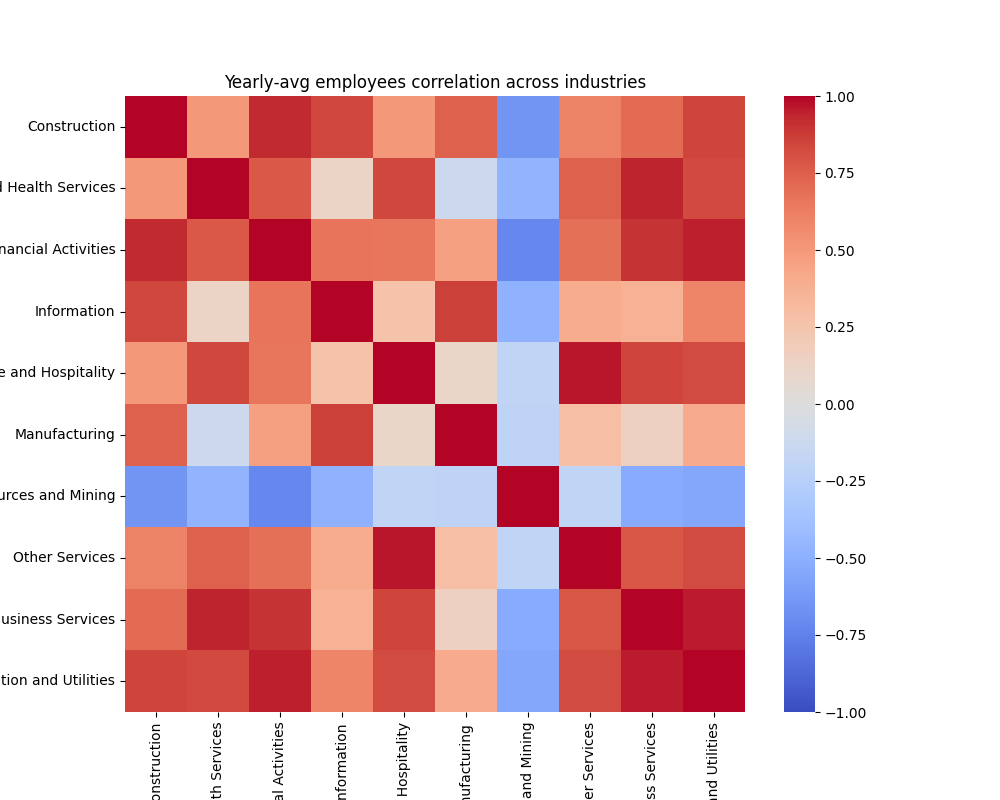 Yearly-avg employees correlation across industries
Construction
Health Services
nancial Activities
Information
e and Hospitality
Manufacturing
urces and Mining
Other Services
usiness Services
tion and Utilities
1.00
0.75
0.50
0.25
0.00
−0.25
−0.50
−0.75
−1.00
onstruction
th Services
al Activities
nformation
Hospitality
nufacturing
and Mining
er Services
ss Services
and Utilities